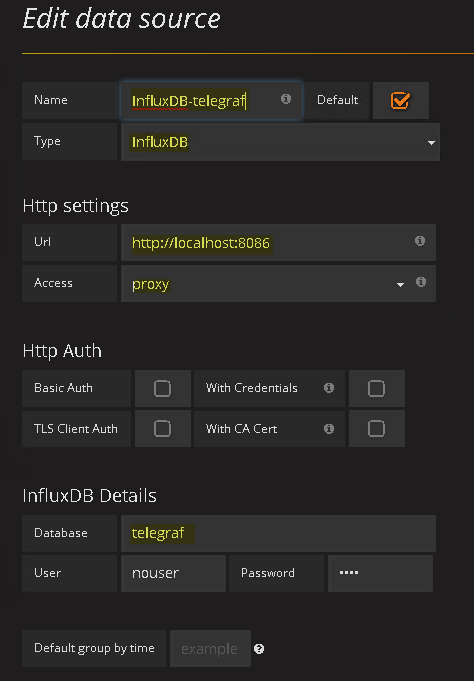 Edit data source
Name InfluxDB-telegraf Default
Type InfluxDB
Http settings
Url http://localhost:8086
Access proxy
Http Auth
Basic Auth With Credentials
TLS Client Auth With CA Cert
InfluxDB Details
Database telegraf
User nouser Password ····
Default group by time example